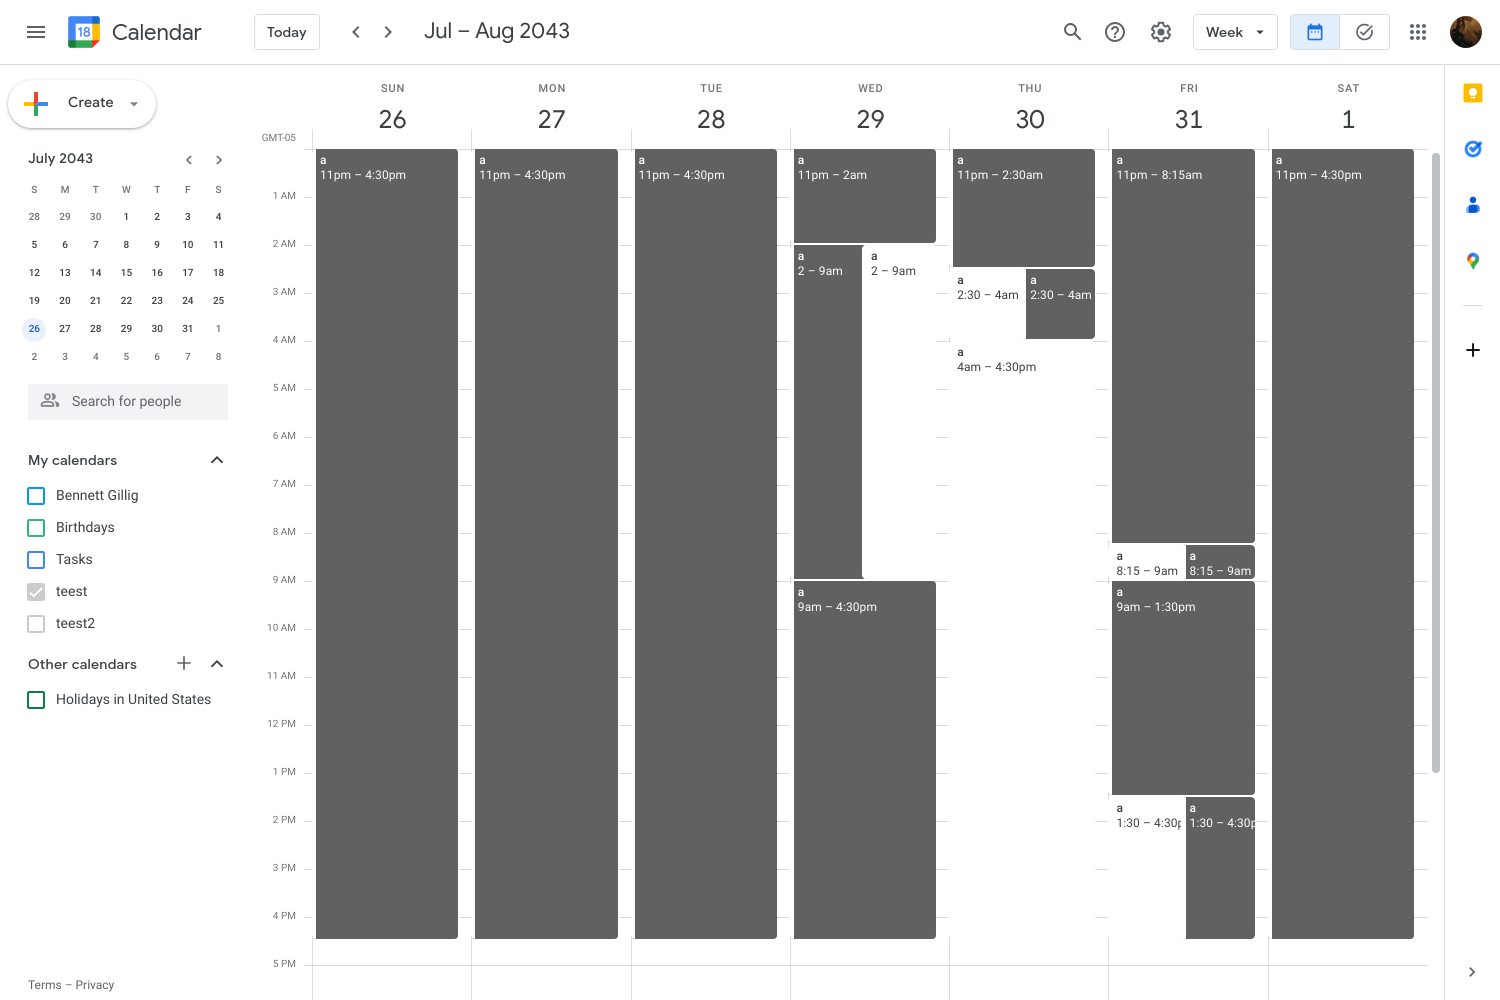 18 Calendar Today Jul – Aug 2043 Week
Create
July 2043
S M T W T F S
28 29 30 1 2 3 4
5 6 7 8 9 10 11
12 13 14 15 16 17 18
19 20 21 22 23 24 25
26 27 28 29 30 31 1
2 3 4 5 6 7 8
Search for people
My calendars
Bennett Gillig
Birthdays
Tasks
teest
teest2
Other calendars
Holidays in United States
Terms – Privacy
SUN MON TUE WED THU FRI SAT
26 27 28 29 30 31 1
GMT-05
1 AM
2 AM
3 AM
4 AM
5 AM
6 AM
7 AM
8 AM
9 AM
10 AM
11 AM
12 PM
1 PM
2 PM
3 PM
4 PM
5 PM
a
11pm – 4:30pm
a
11pm – 4:30pm
a
11pm – 4:30pm
a
11pm – 2am
a
2 – 9am
a
2 – 9am
a
9am – 4:30pm
a
11pm – 2:30am
a
2:30 – 4am
a
2:30 – 4am
a
4am – 4:30pm
a
11pm – 8:15am
a
8:15 – 9am
a
8:15 – 9am
a
9am – 1:30pm
a
1:30 – 4:30p
a
1:30 – 4:30p
a
11pm – 4:30pm